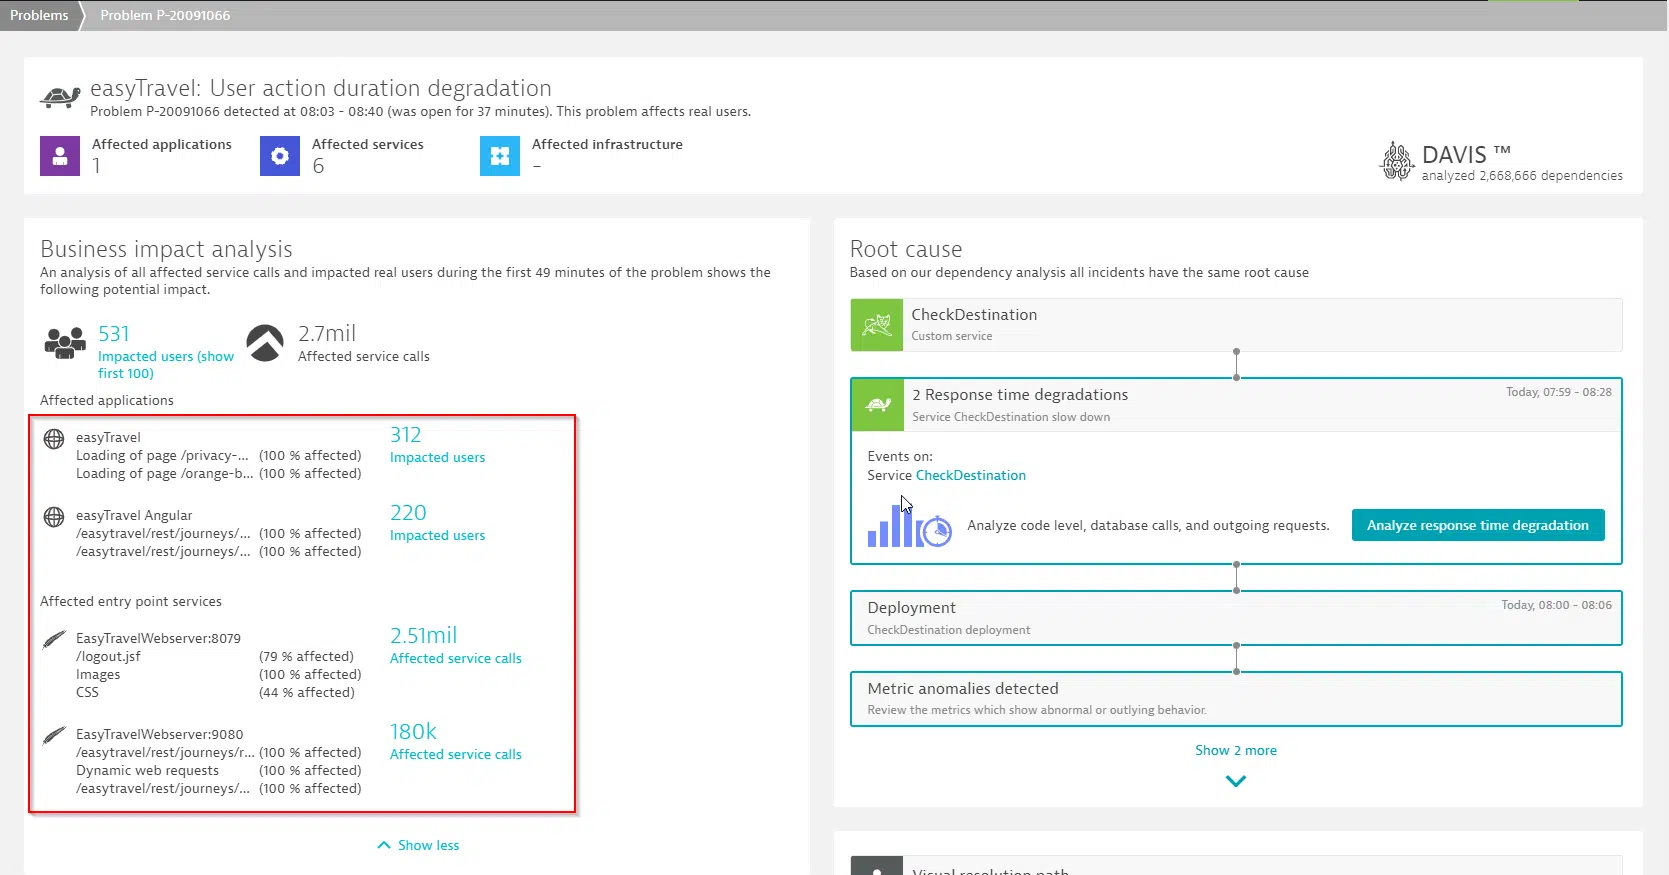 Problems
Problem P-20091066
easyTravel: User action duration degradation
Problem P-20091066 detected at 08:03 - 08:40 (was open for 37 minutes). This problem affects real users.
Affected applications
1
Affected services
6
Affected infrastructure
-
DAVIS ™
analyzed 2,668,666 dependencies
Business impact analysis
An analysis of all affected service calls and impacted real users during the first 49 minutes of the problem shows the
following potential impact.
531
Impacted users (show
first 100)
2.7mil
Affected service calls
Affected applications
easyTravel
Loading of page /privacy-... (100 % affected)
Loading of page /orange-b... (100 % affected)
312
Impacted users
easyTravel Angular
/easytravel/rest/journeys/... (100 % affected)
/easytravel/rest/journeys/... (100 % affected)
220
Impacted users
Affected entry point services
EasyTravelWebserver:8079
/logout.jsf (79 % affected)
Images (100 % affected)
CSS (44 % affected)
2.51mil
Affected service calls
EasyTravelWebserver:9080
/easytravel/rest/journeys/r... (100 % affected)
Dynamic web requests (100 % affected)
/easytravel/rest/journeys/... (100 % affected)
180k
Affected service calls
Show less
Root cause
Based on our dependency analysis all incidents have the same root cause
CheckDestination
Custom service
2 Response time degradations
Today, 07:59 - 08:28
Service CheckDestination slow down
Events on:
Service CheckDestination
Analyze code level, database calls, and outgoing requests.
Analyze response time degradation
Deployment
Today, 08:00 - 08:06
CheckDestination deployment
Metric anomalies detected
Review the metrics which show abnormal or outlying behavior.
Show 2 more
Visual resolution path